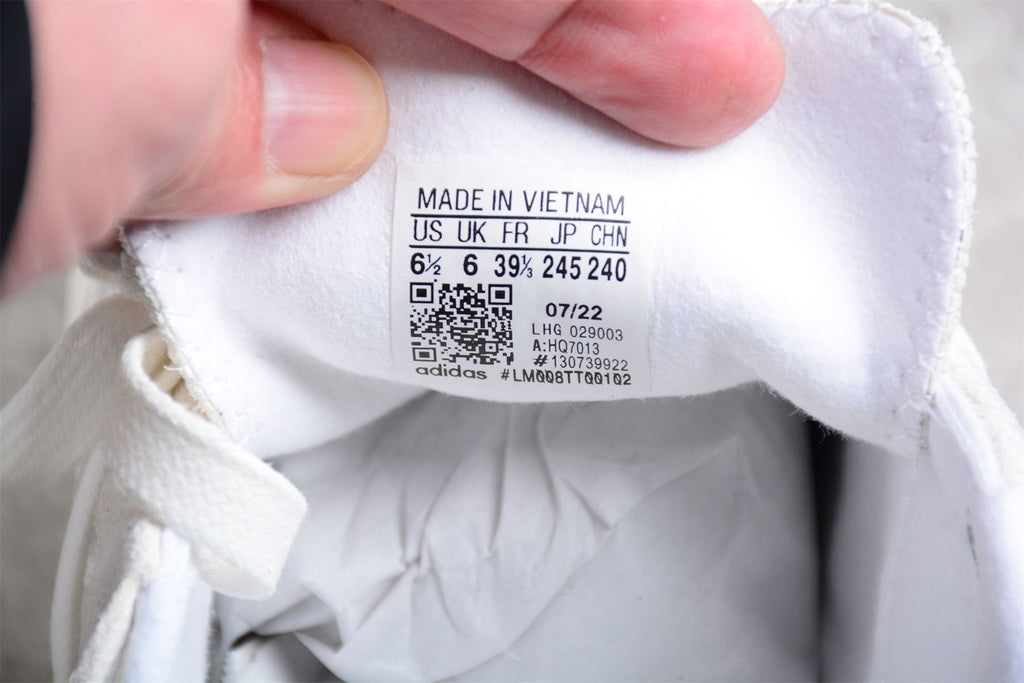 MADE IN VIETNAM
US UK FR JP CHN
6½ 6 39⅓ 245 240
07/22
LHG 029003
A:HQ7013
#130739922
adidas #LM008TT00102